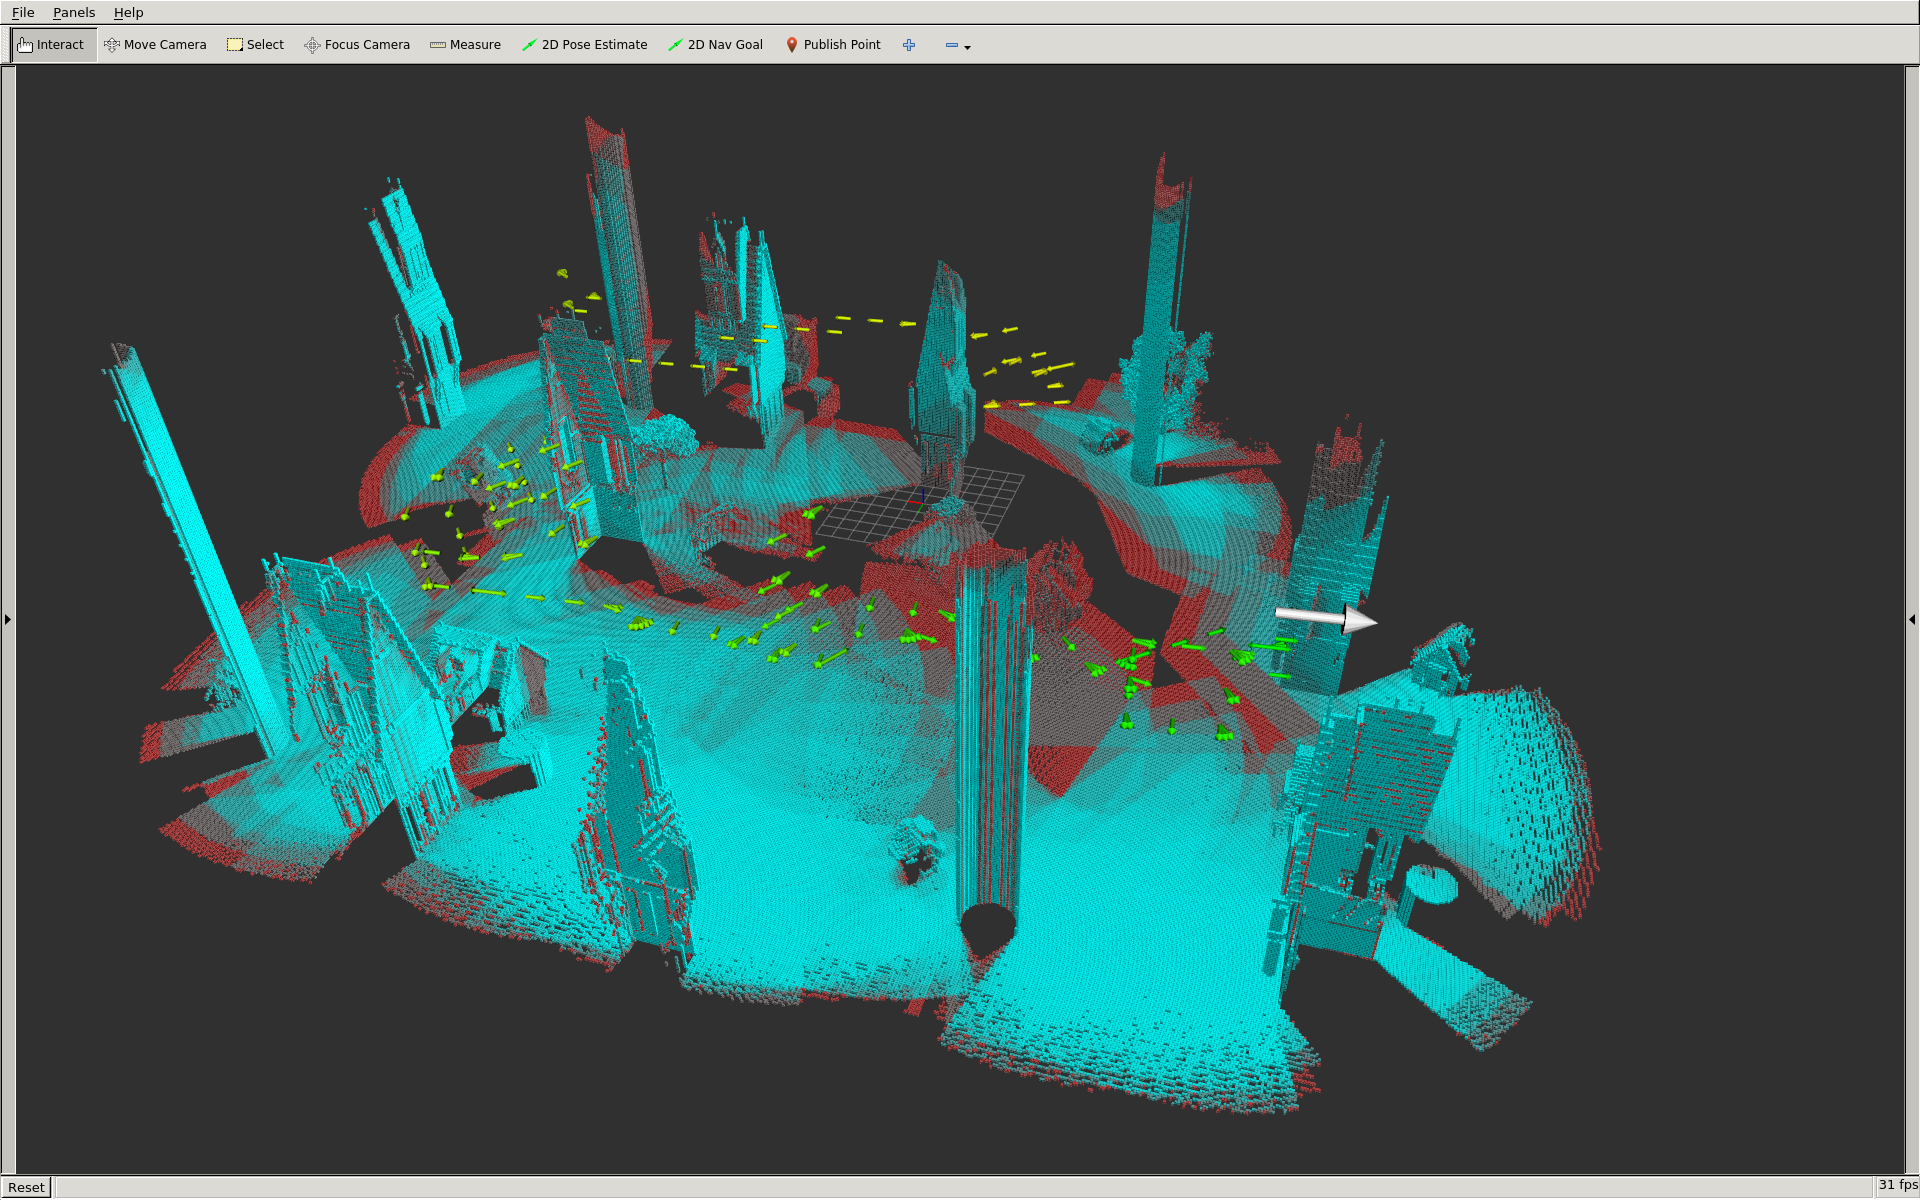 File Panels Help
Interact Move Camera Select Focus Camera Measure 2D Pose Estimate 2D Nav Goal Publish Point
Reset 31 fps